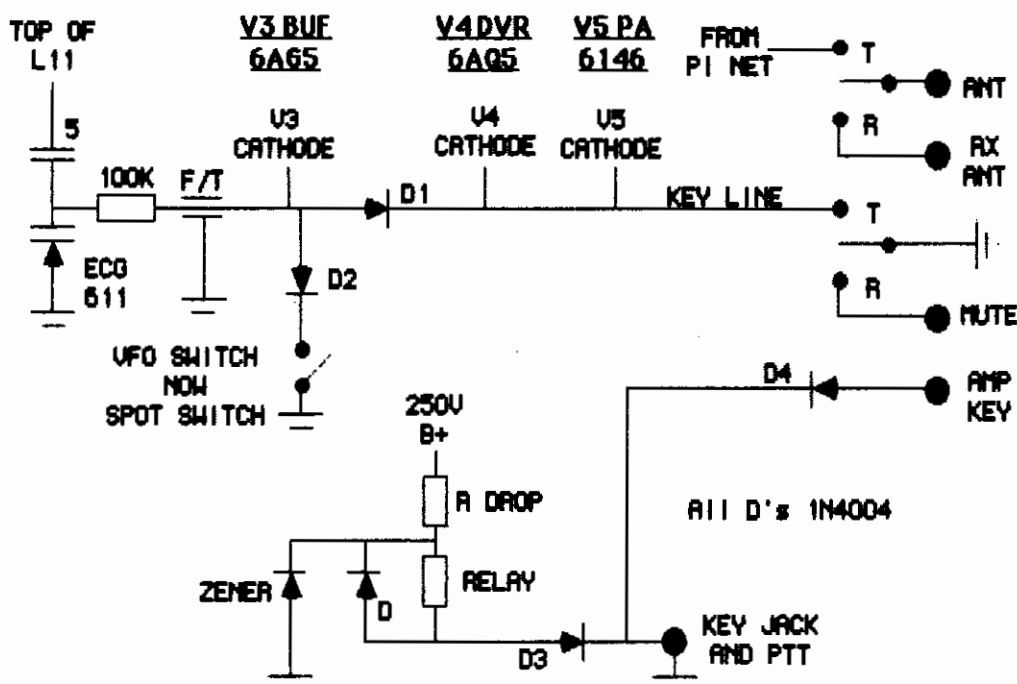 TOP OF
L11
V3 BUF
6AG5
V4 DVR
6AQ5
V5 PA
6146
FROM
PI NET
T
ANT
5
V3
CATHODE
V4
CATHODE
V5
CATHODE
R
RX
ANT
100K
F/T
D1
KEY LINE
T
ECG
611
D2
R
MUTE
VFO SWITCH
NOW
SPOT SWITCH
D4
AMP
KEY
250V
B+
R DROP
All D's 1N4004
ZENER
D
RELAY
D3
KEY JACK
AND PTT